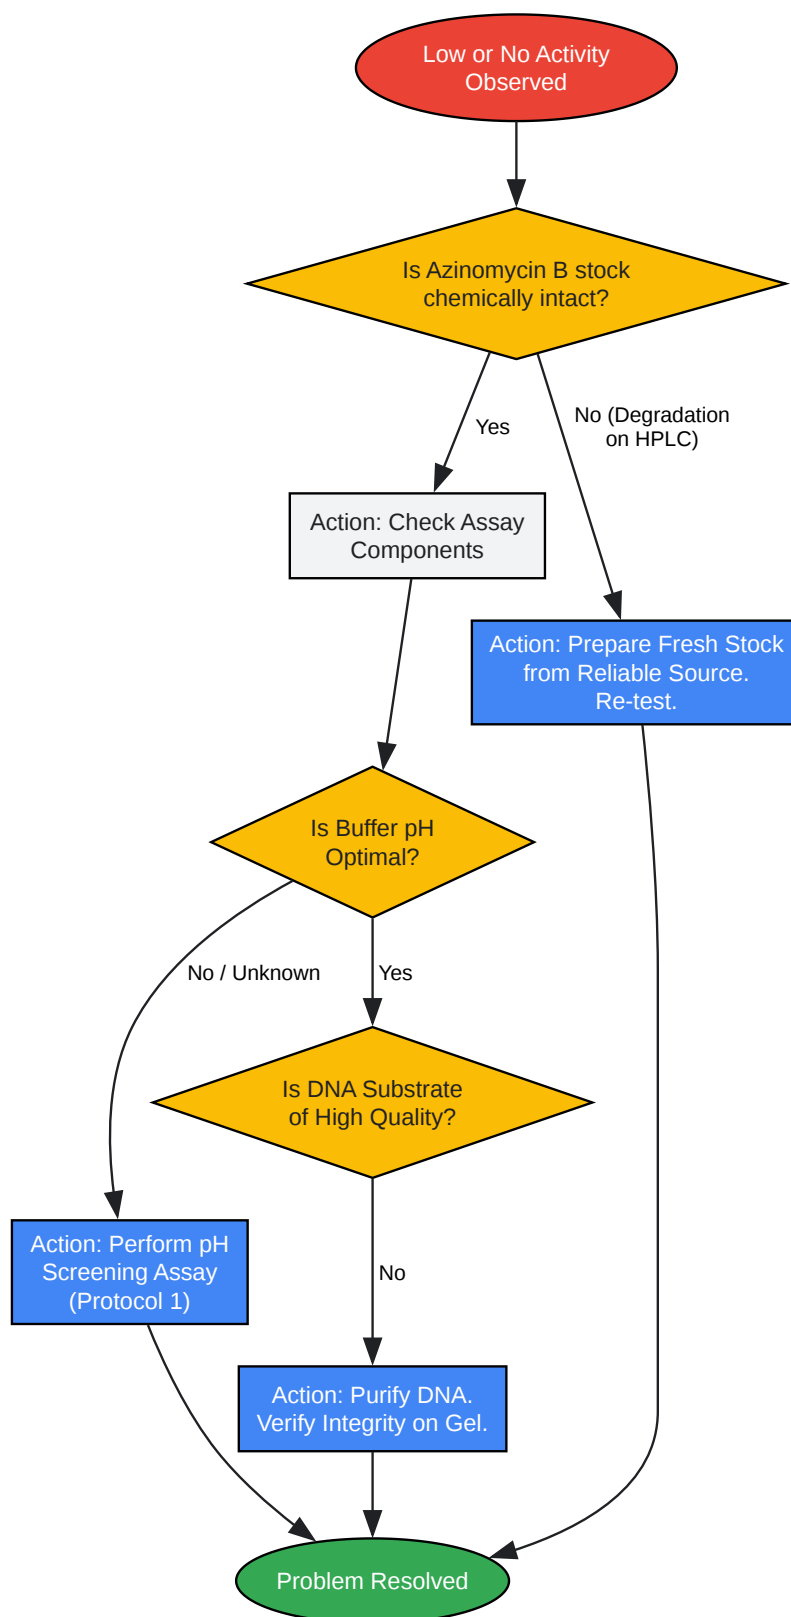 Low or No Activity
Observed
Is Azinomycin B stock
chemically intact?
Yes
No (Degradation
on HPLC)
Action: Check Assay
Components
Action: Prepare Fresh Stock
from Reliable Source.
Re-test.
Is Buffer pH
Optimal?
No / Unknown
Yes
Is DNA Substrate
of High Quality?
Action: Perform pH
Screening Assay
(Protocol 1)
No
Action: Purify DNA.
Verify Integrity on Gel.
Problem Resolved